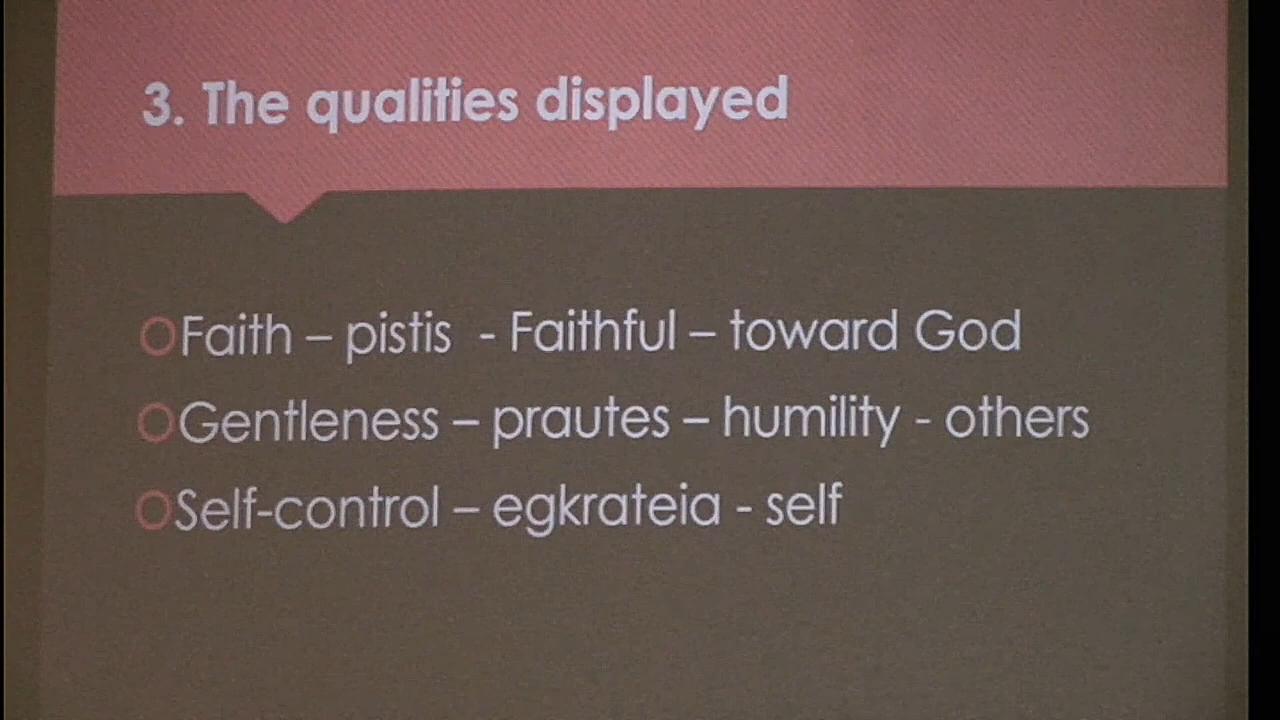 3. The qualities displayed
Faith – pistis - Faithful – toward God
Gentleness – prautes – humility - others
Self-control – egkrateia - self